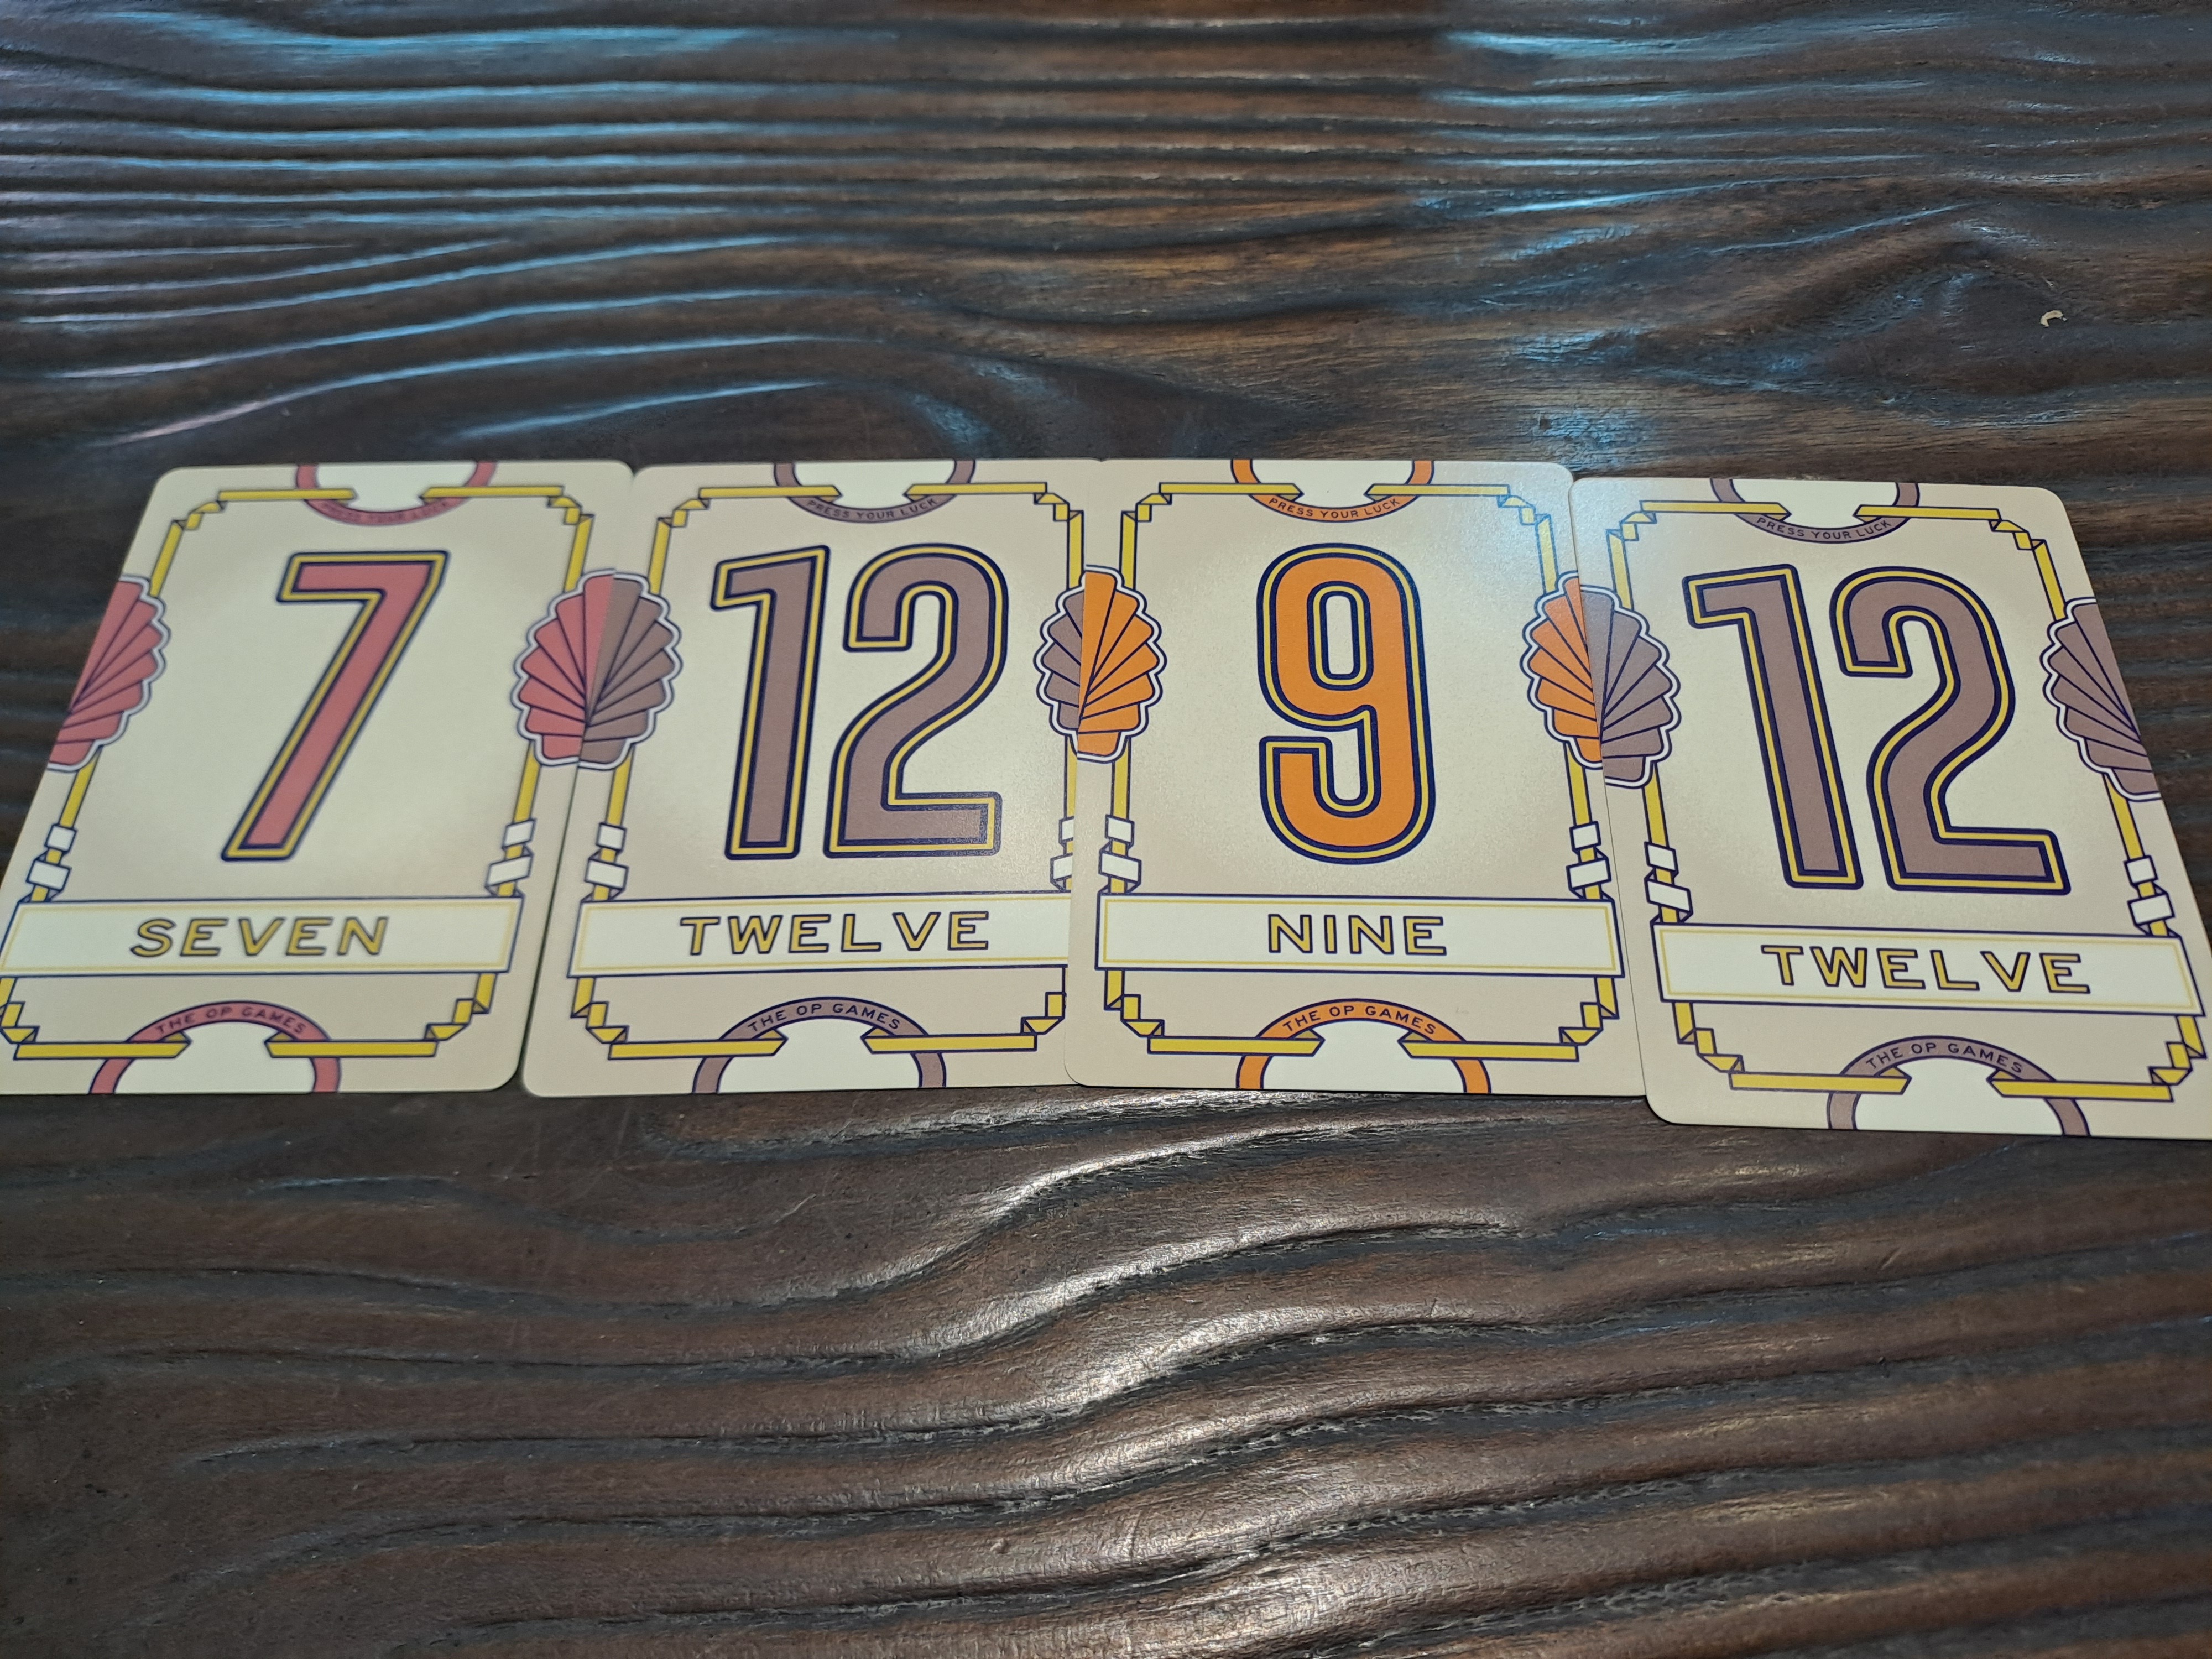 PRESS YOUR LUCK
7
SEVEN
THE OP GAMES
PRESS YOUR LUCK
12
TWELVE
THE OP GAMES
PRESS YOUR LUCK
9
NINE
THE OP GAMES
PRESS YOUR LUCK
12
TWELVE
THE OP GAMES